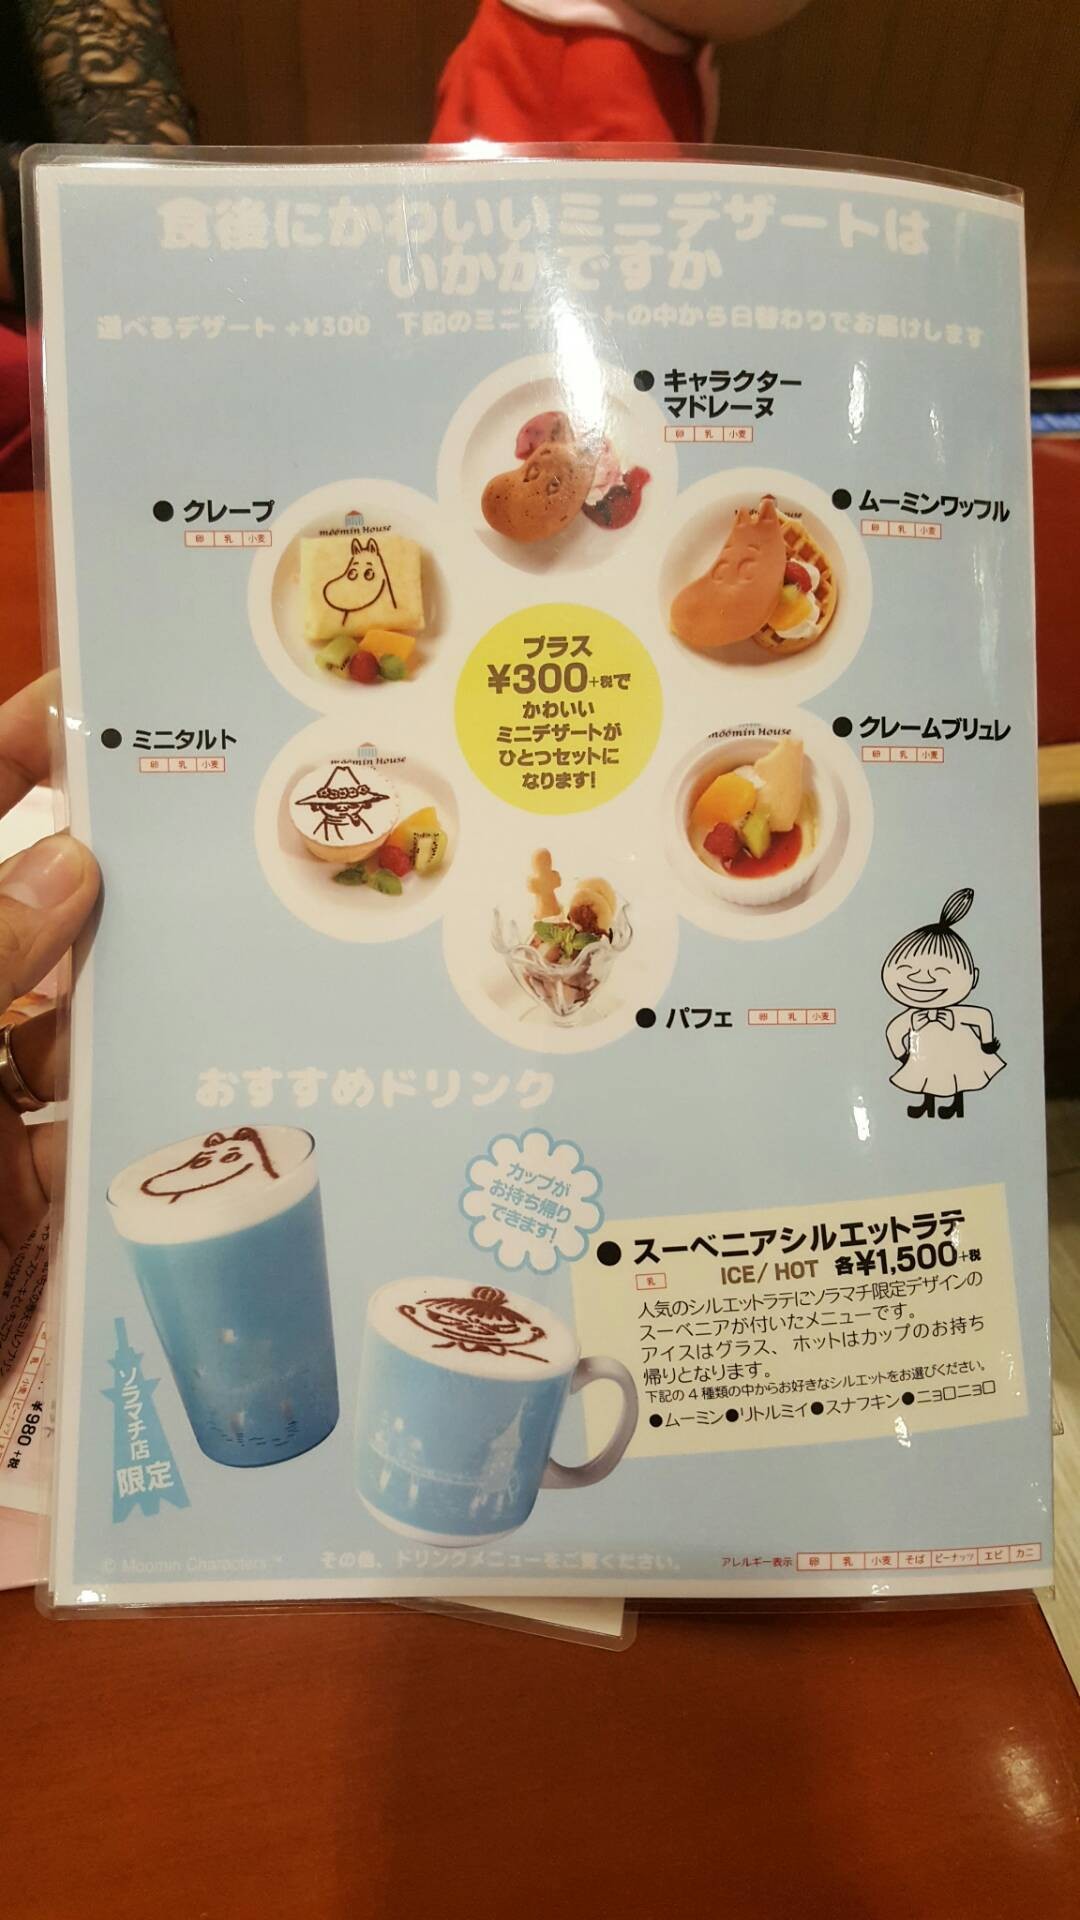 食後にかわいいミニデザートは
いかがですか
選べるデザート +¥300 下記のミニデザートの中から日替わりでお届けします
●キャラクター
マドレーヌ
卵 乳 小麦
●クレープ
卵 乳 小麦
moomin House
●ムーミンワッフル
卵 乳 小麦
プラス
¥300+税で
かわいい
ミニデザートが
ひとつセットに
なります!
●ミニタルト
卵 乳 小麦
moomin House
●クレームブリュレ
卵 乳 小麦
moomin House
●パフェ 卵 乳 小麦
おすすめドリンク
カップが
お持ち帰り
できます!
●スーベニアシルエットラテ
乳 ICE/ HOT 各¥1,500+税
人気のシルエットラテにソラマチ限定デザインの
スーベニアが付いたメニューです。
アイスはグラス、ホットはカップのお持ち
帰りとなります。
下記の4種類の中からお好きなシルエットをお選びください。
●ムーミン●リトルミイ●スナフキン●ニョロニョロ
ソラマチ店
限定
© Moomin Characters™
その他、ドリンクメニューをご覧ください。
アレルギー表示 卵 乳 小麦 そば ピーナッツ エビ カニ
¥980+税